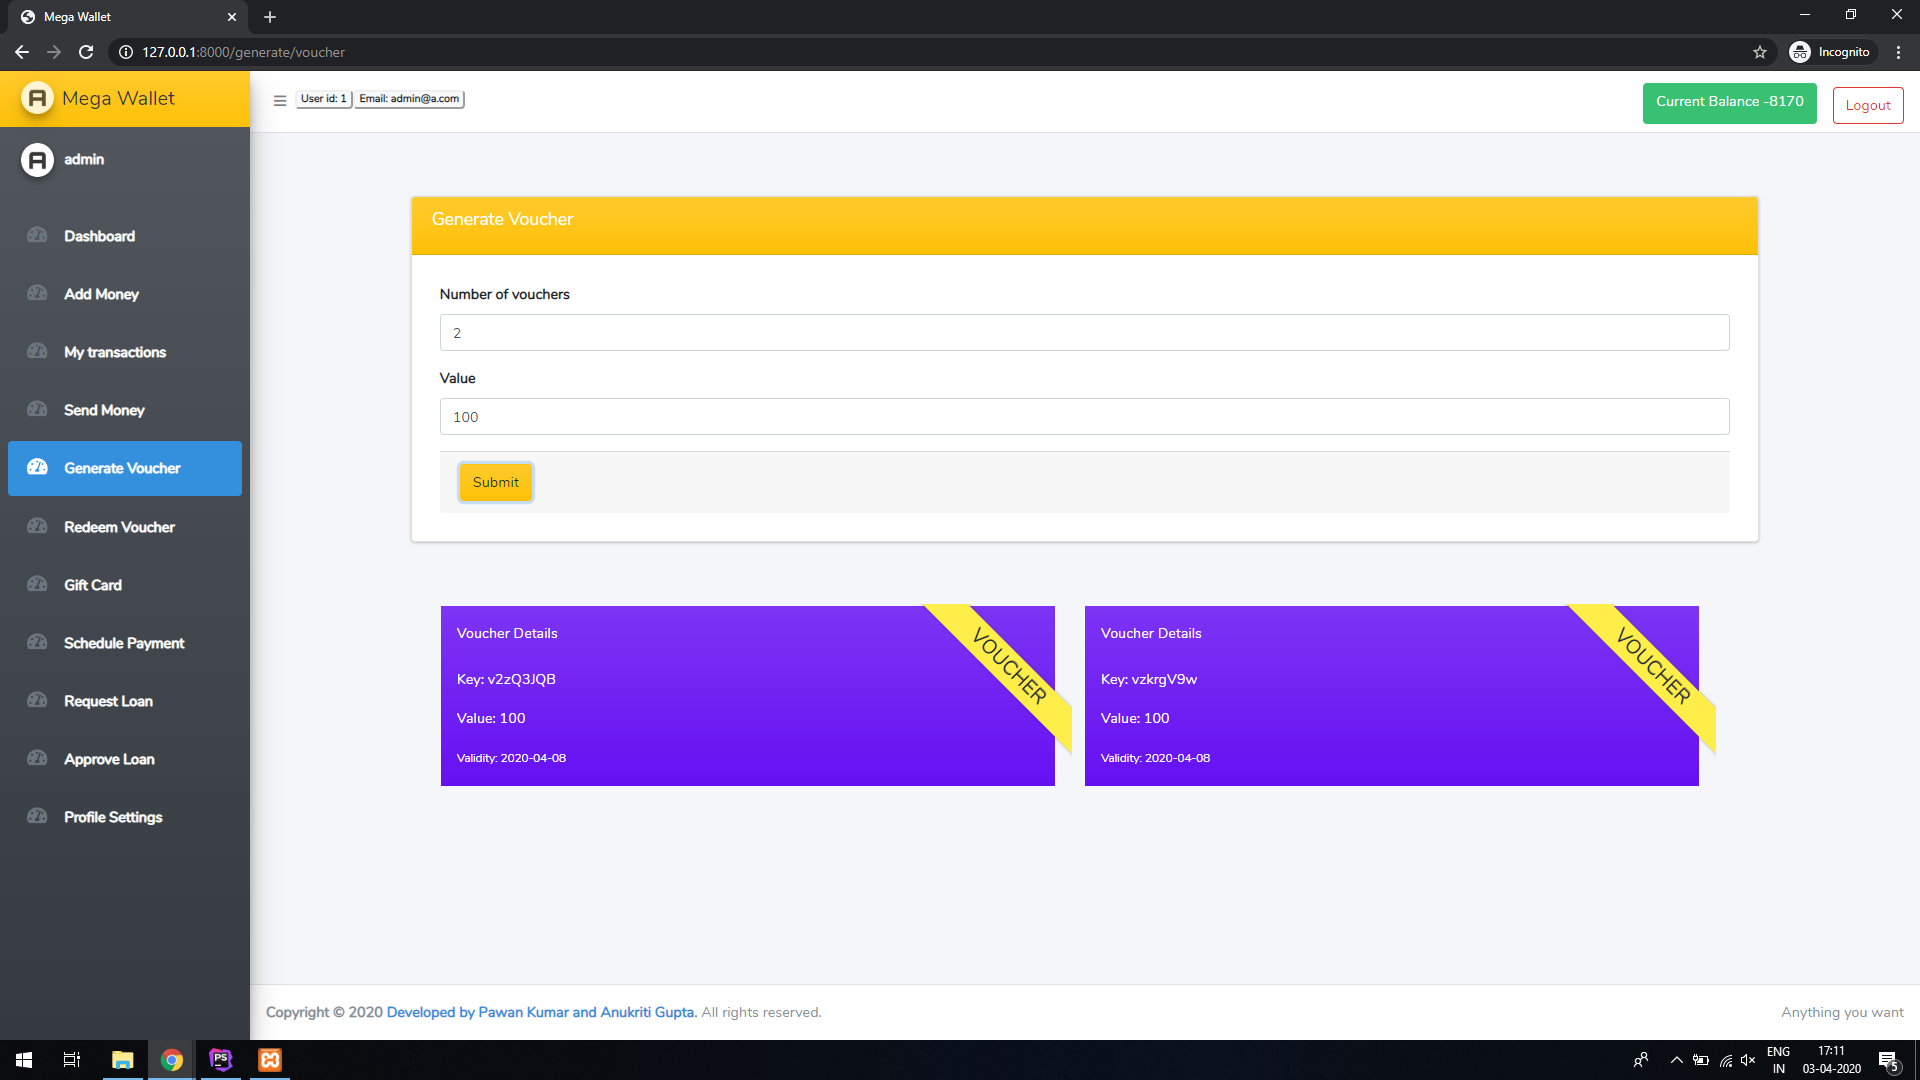 Mega Wallet
127.0.0.1:8000/generate/voucher
Incognito
A Mega Wallet
User id: 1 Email: admin@a.com
Current Balance -8170
Logout
A admin
Dashboard
Add Money
My transactions
Send Money
Generate Voucher
Redeem Voucher
Gift Card
Schedule Payment
Request Loan
Approve Loan
Profile Settings
Generate Voucher
Number of vouchers
2
Value
100
Submit
Voucher Details
Key: v2zQ3JQB
Value: 100
Validity: 2020-04-08
VOUCHER
Voucher Details
Key: vzkrgV9w
Value: 100
Validity: 2020-04-08
VOUCHER
Copyright © 2020 Developed by Pawan Kumar and Anukriti Gupta. All rights reserved.
Anything you want
PS
ENG
IN
17:11
03-04-2020
5